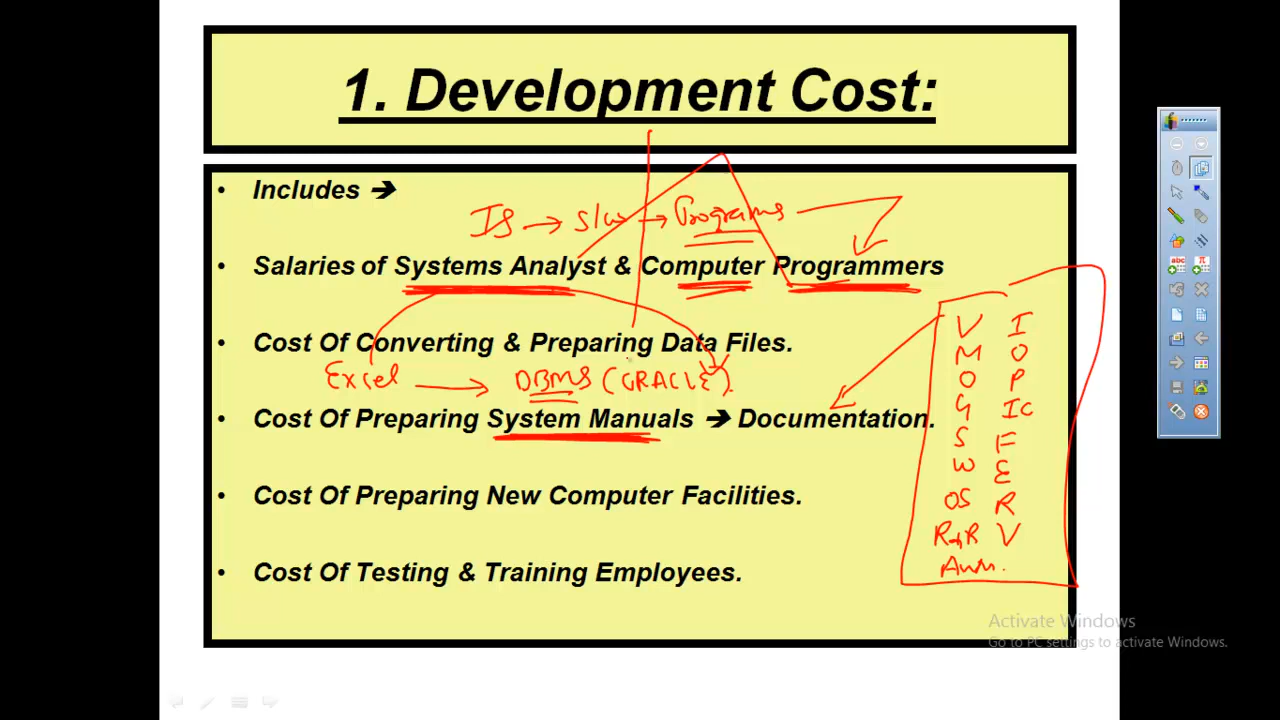 1. Development Cost:
• Includes ➔
IS → S/w → Programs
• Salaries of Systems Analyst & Computer Programmers
• Cost Of Converting & Preparing Data Files.
Excel → DBMS (ORACLE).
• Cost Of Preparing System Manuals ➔ Documentation.
• Cost Of Preparing New Computer Facilities.
• Cost Of Testing & Training Employees.
V I
M O
O P
G IC
S F
W E
OS R
V
abc π
Activate Windows
Go to PC settings to activate Windows.